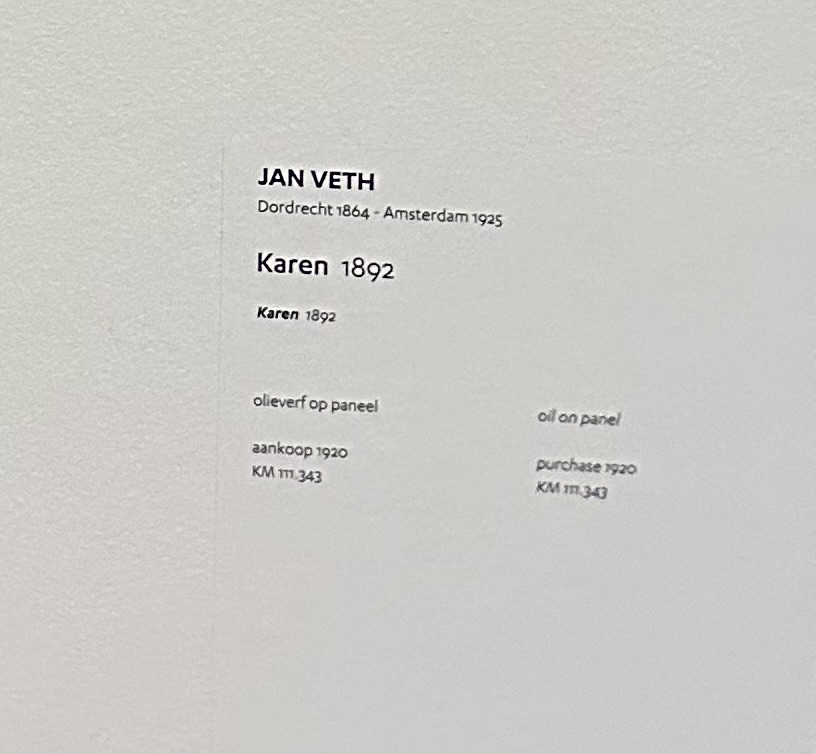 JAN VETH
Dordrecht 1864 - Amsterdam 1925
Karen 1892
Karen 1892
olieverf op paneel
aankoop 1920
KM 111.343
oil on panel
purchase 1920
KM 111.343